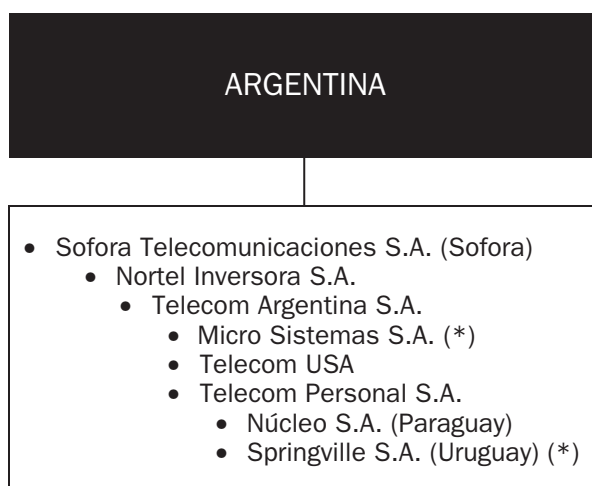 ARGENTINA
• Sofora Telecomunicaciones S.A. (Sofora)
• Nortel Inversora S.A.
• Telecom Argentina S.A.
• Micro Sistemas S.A. (*)
• Telecom USA
• Telecom Personal S.A.
• Núcleo S.A. (Paraguay)
• Springville S.A. (Uruguay) (*)